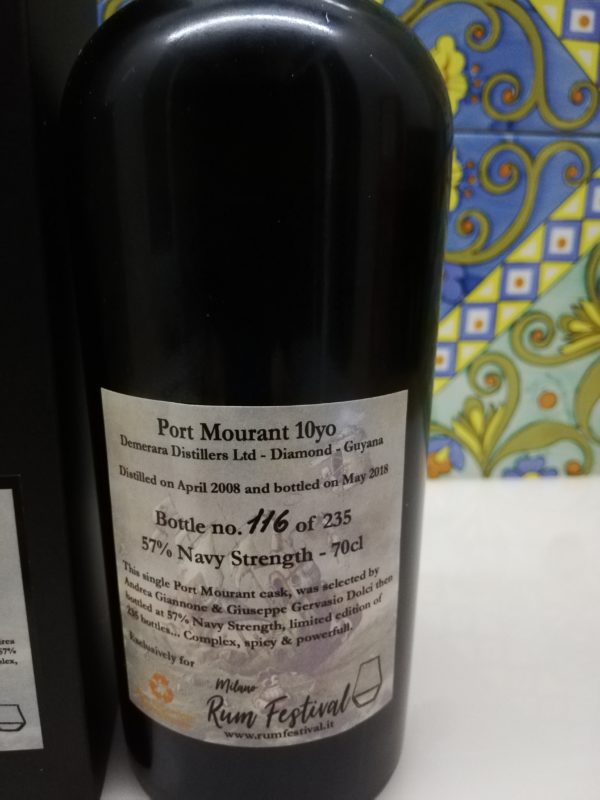 Port Mourant 10yo
Demerara Distillers Ltd - Diamond - Guyana
Distilled on April 2008 and bottled on May 2018
Bottle no. 116 of 235
57% Navy Strength - 70cl
This single Port Mourant cask, was selected by
Andrea Giannone & Giuseppe Gervasio Dolci then
bottled at 57% Navy Strength, limited edition of
235 bottles... Complex, spicy & powerfull.
Exclusively for
Milano
Rum Festival
www.rumfestival.it
57%